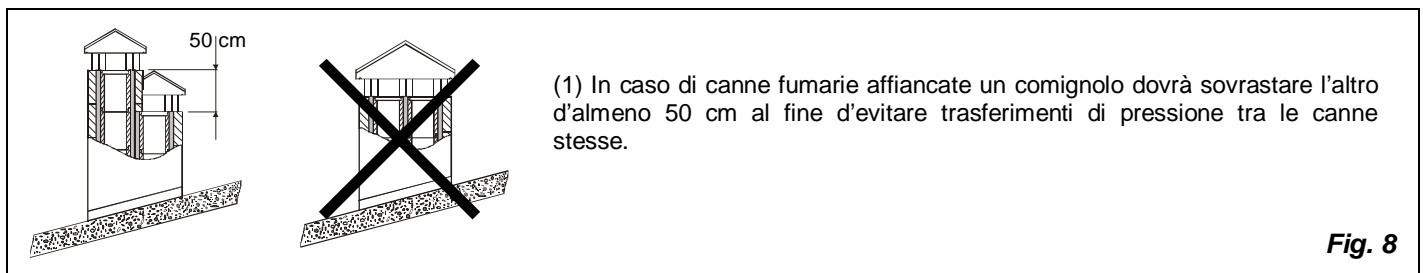 50 cm
(1) In caso di canne fumarie affiancate un comignolo dovrà sovrastare l'altro
d'almeno 50 cm al fine d'evitare trasferimenti di pressione tra le canne
stesse.
Fig. 8